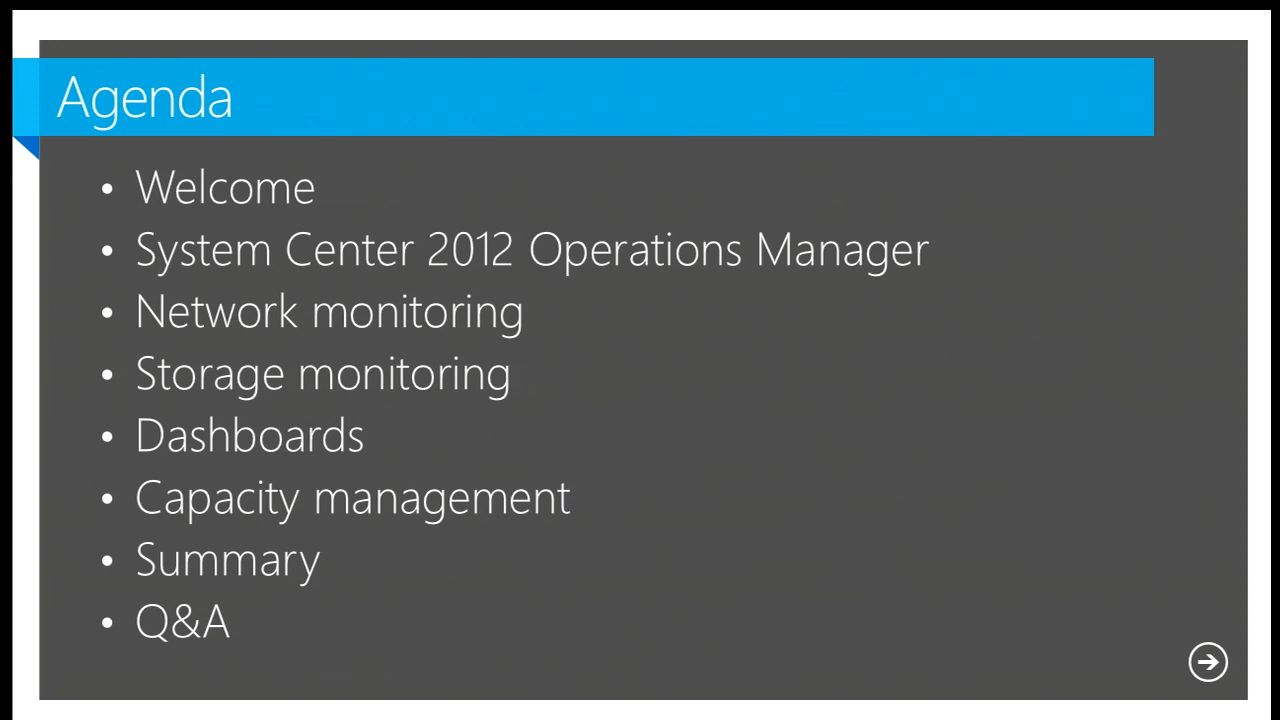 Agenda
• Welcome
• System Center 2012 Operations Manager
• Network monitoring
• Storage monitoring
• Dashboards
• Capacity management
• Summary
• Q&A